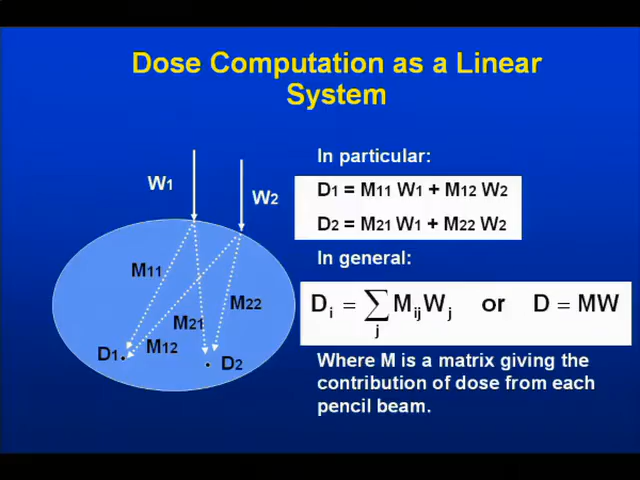 Dose Computation as a Linear
System
W1
W2
M11
M22
M21
M12
D1
D2
In particular:
D1 = M11 W1 + M12 W2
D2 = M21 W1 + M22 W2
In general:
Di = ∑j MijWj or D = MW
Where M is a matrix giving the
contribution of dose from each
pencil beam.